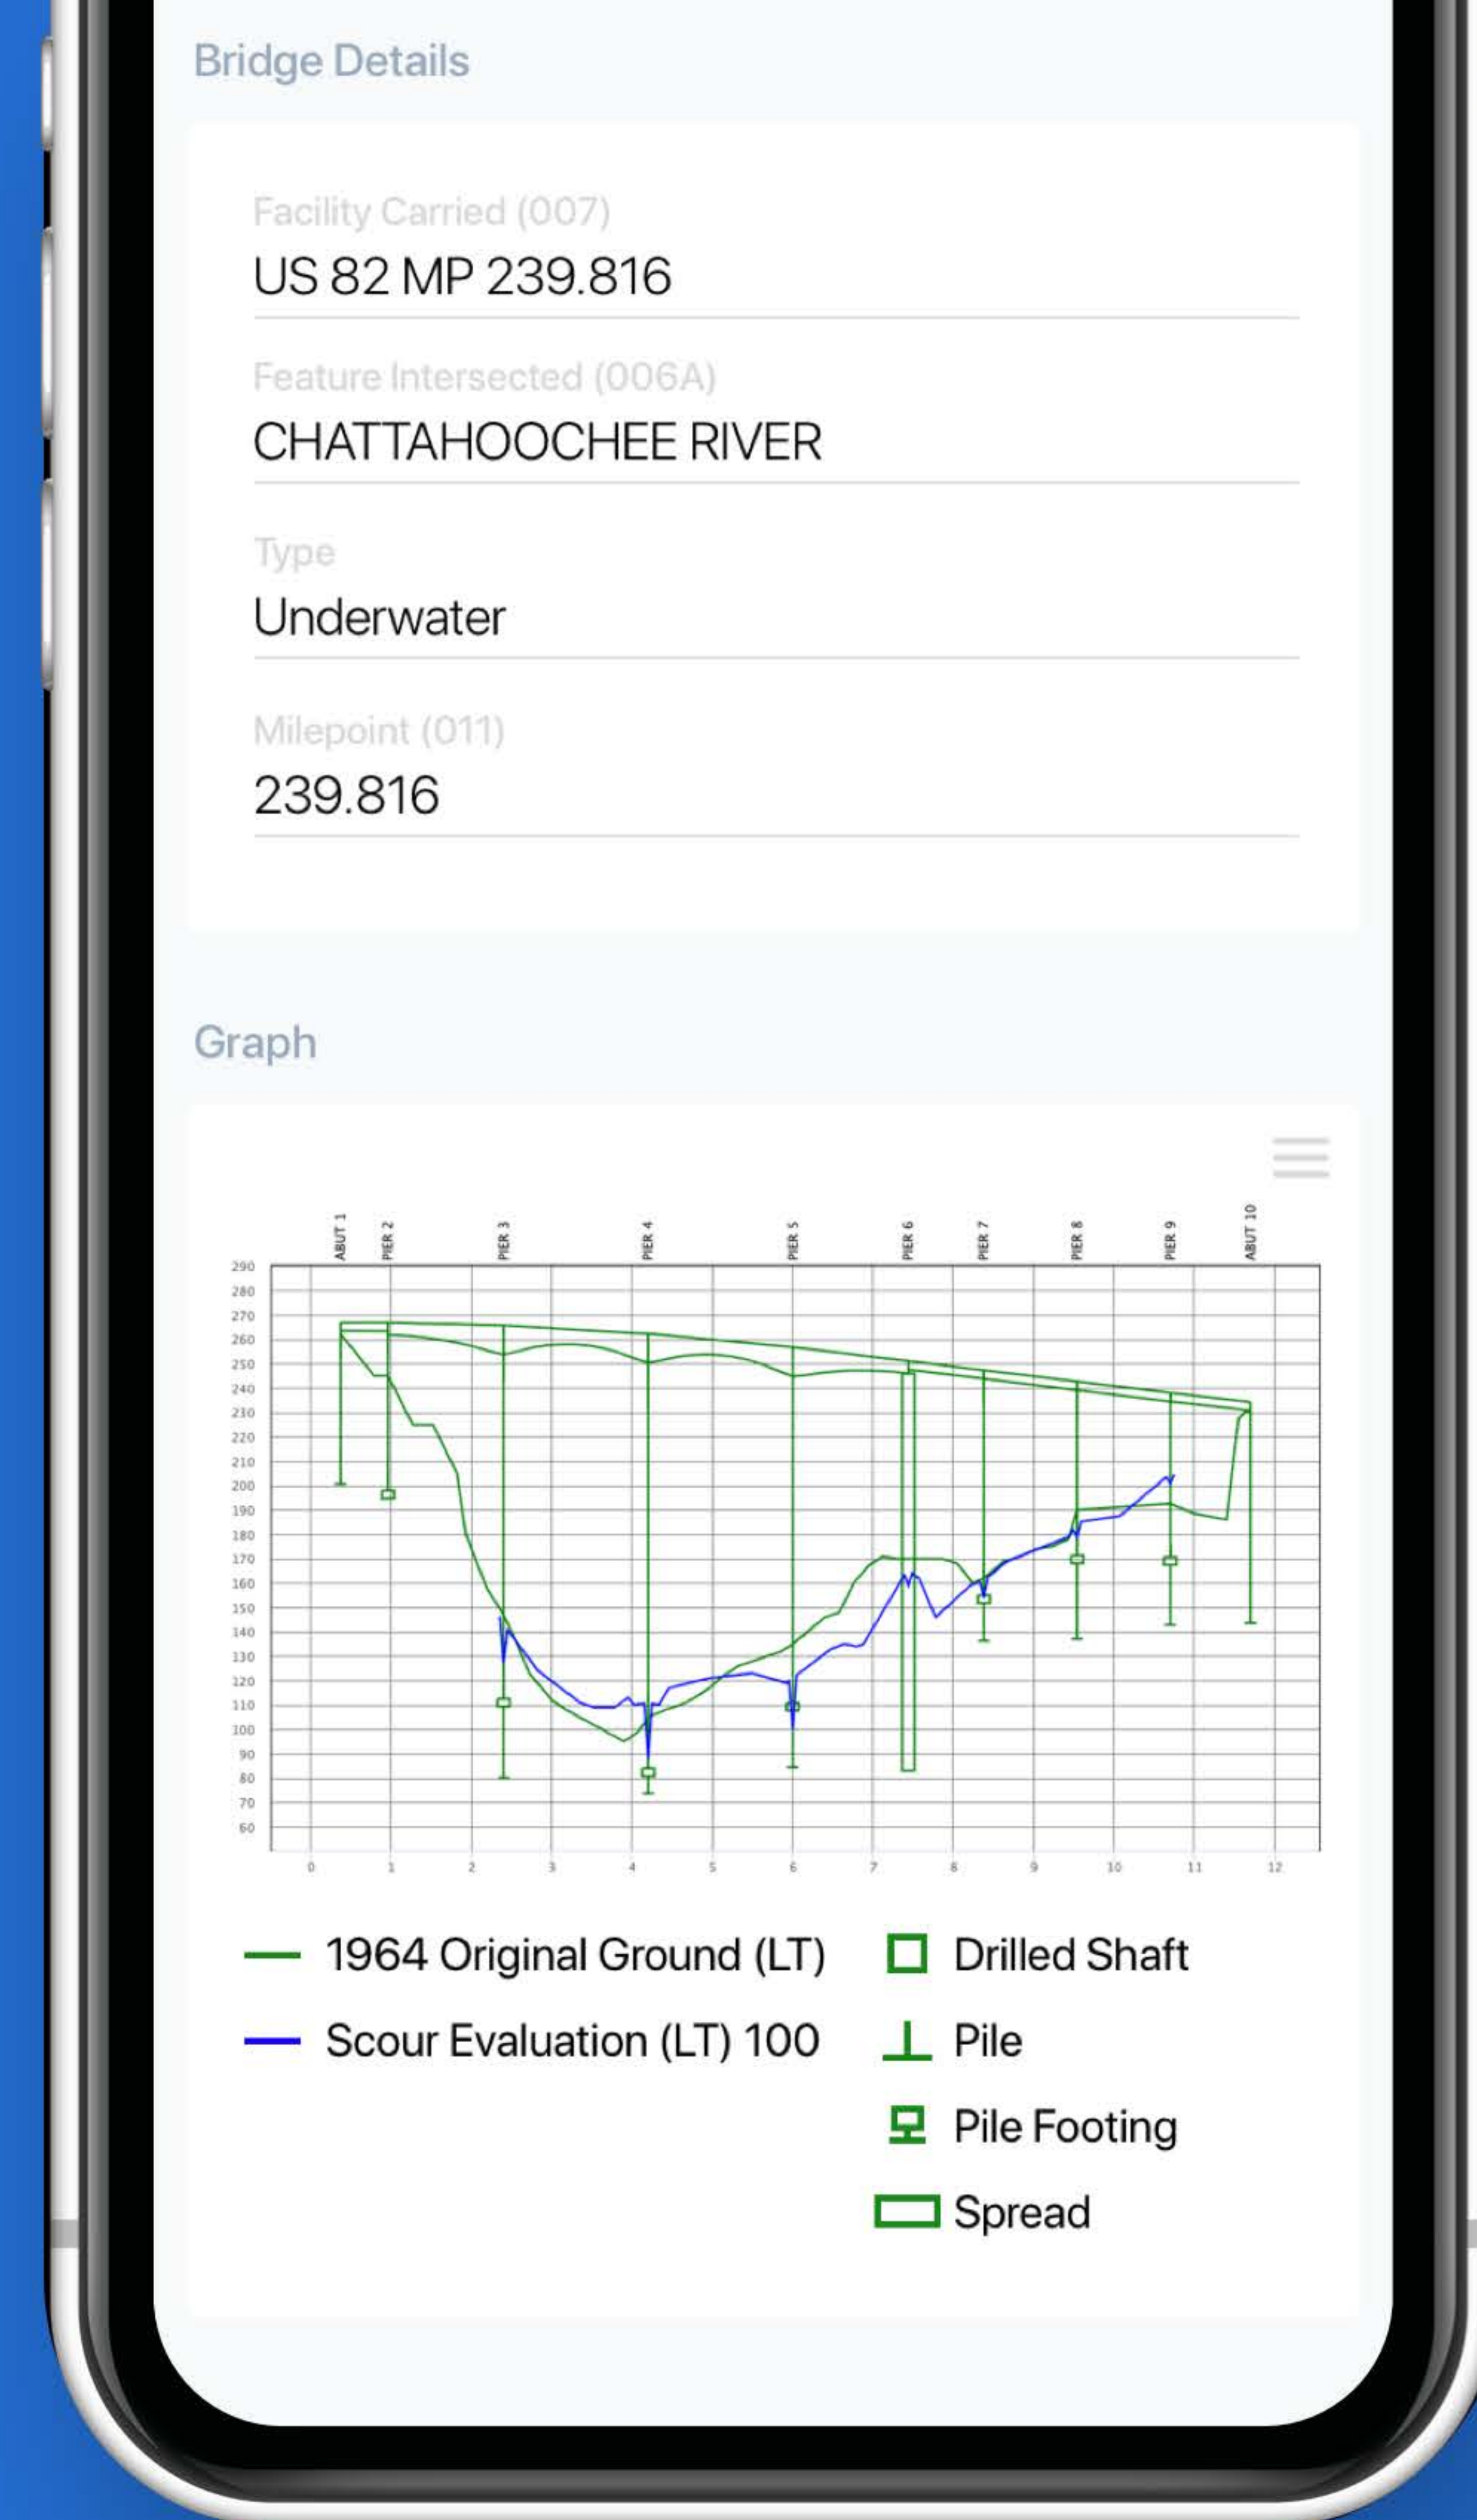 Bridge Details
Facility Carried (007)
US 82 MP 239.816
Feature Intersected (006A)
CHATTAHOOCHEE RIVER
Type
Underwater
Milepoint (011)
239.816
Graph
ABUT 1
PIER 2
PIER 3
PIER 4
PIER 5
PIER 6
PIER 7
PIER 8
PIER 9
ABUT 10
290
280
270
260
250
240
230
220
210
200
190
180
170
160
150
140
130
120
110
100
90
80
70
60
0 1 2 3 4 5 6 7 8 9 10 11 12
1964 Original Ground (LT)
Scour Evaluation (LT) 100
Drilled Shaft
Pile
Pile Footing
Spread